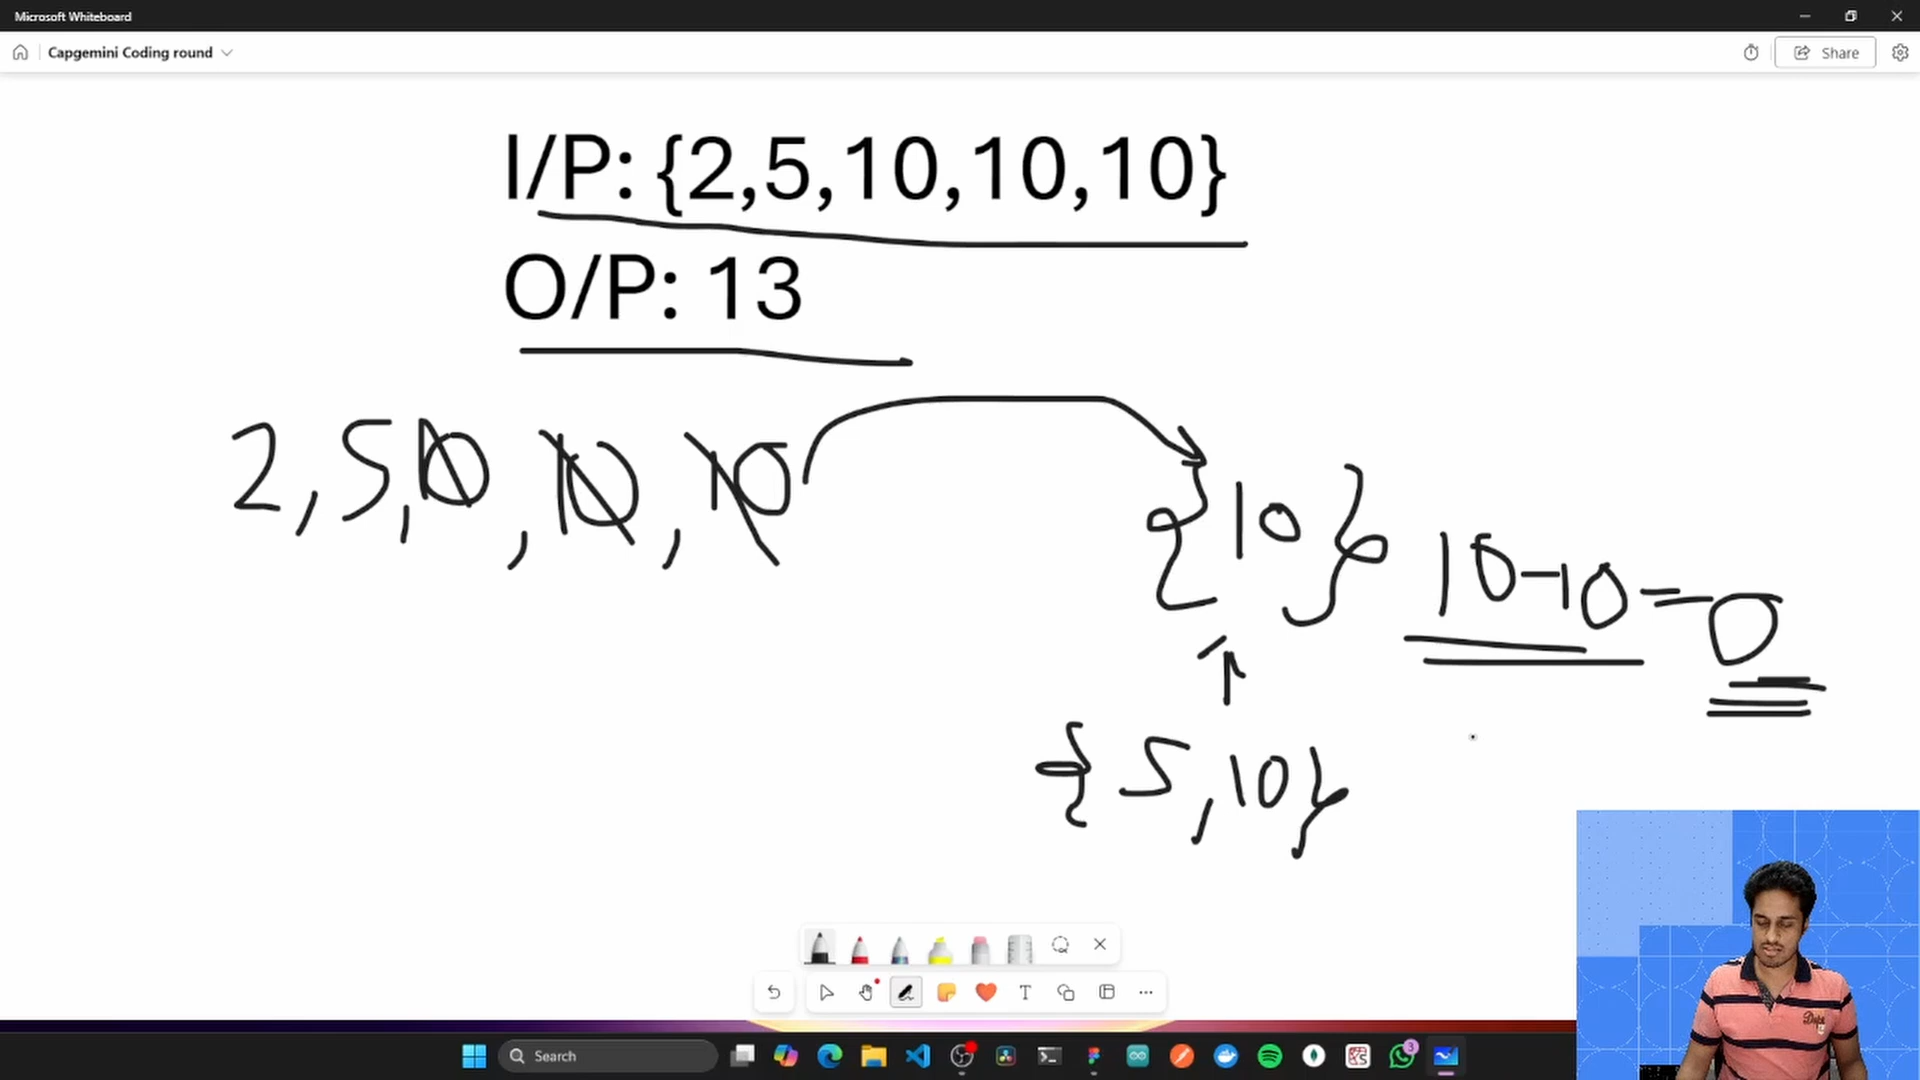 Microsoft Whiteboard
Capgemini Coding round
Share
I/P: {2,5,10,10,10}
O/P: 13
2, 5, 10, 10, 10
{10}
10-10=0
{5,10}
T
Search
3